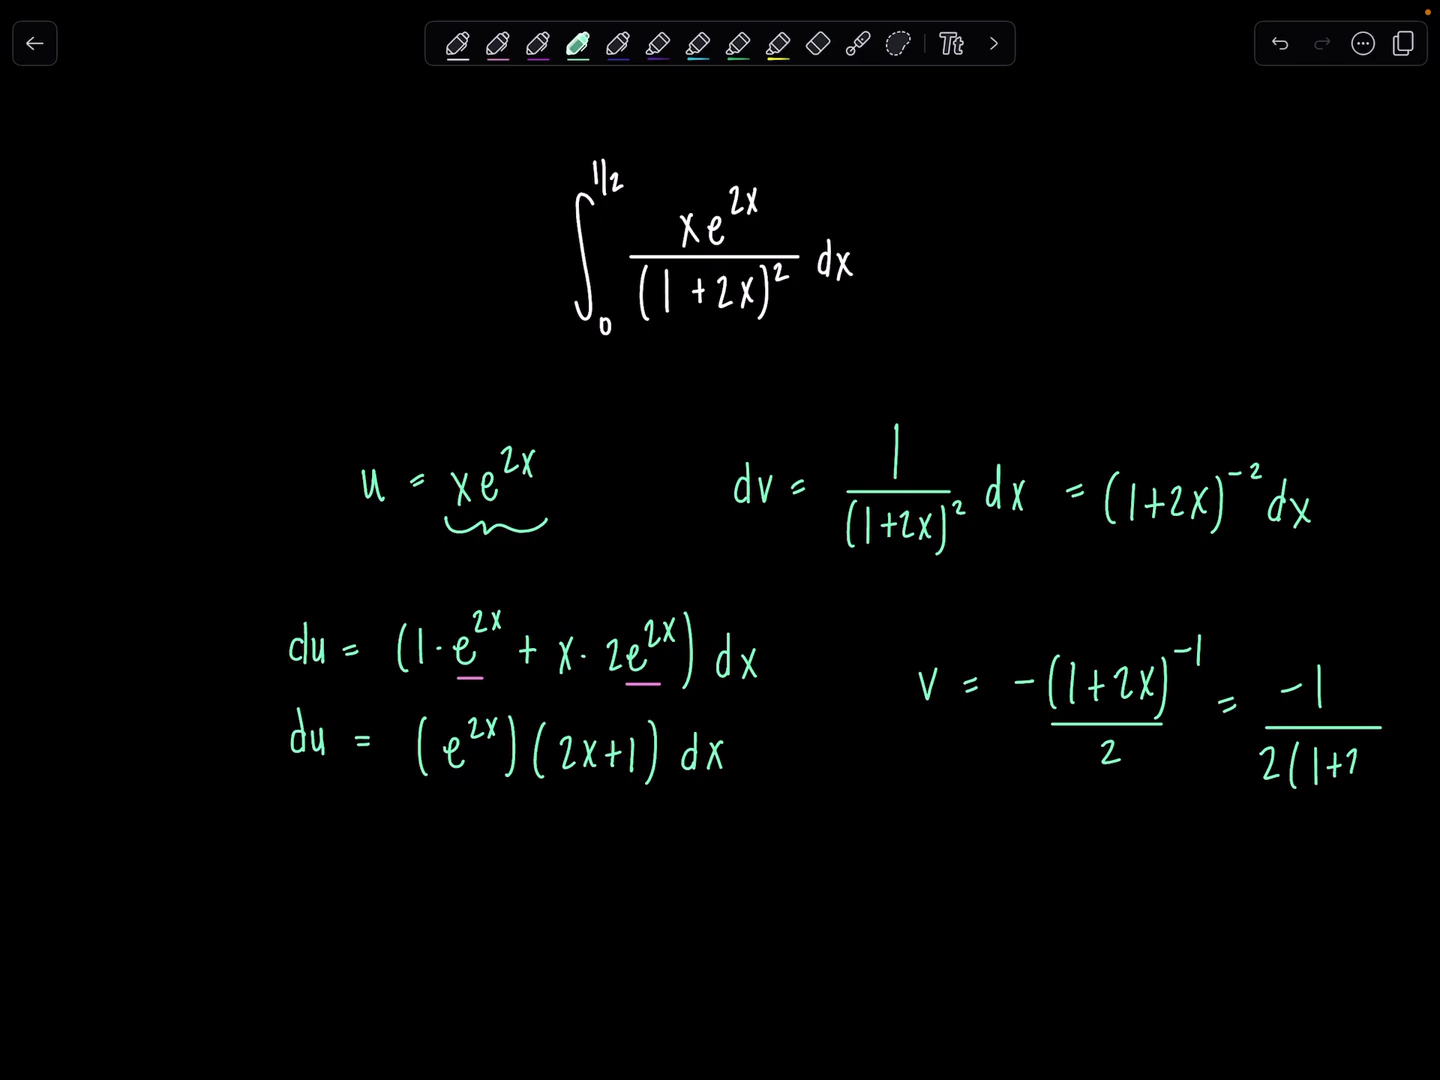 Tt
∫₀^{1/2} xe^{2x} / (1+2x)² dx
u = xe^{2x}    dv = 1/(1+2x)² dx = (1+2x)^{-2} dx
du = (1·e^{2x} + x·2e^{2x}) dx    v = -(1+2x)^{-1} / 2 = -1 / 2(1+2
du = (e^{2x})(2x+1) dx